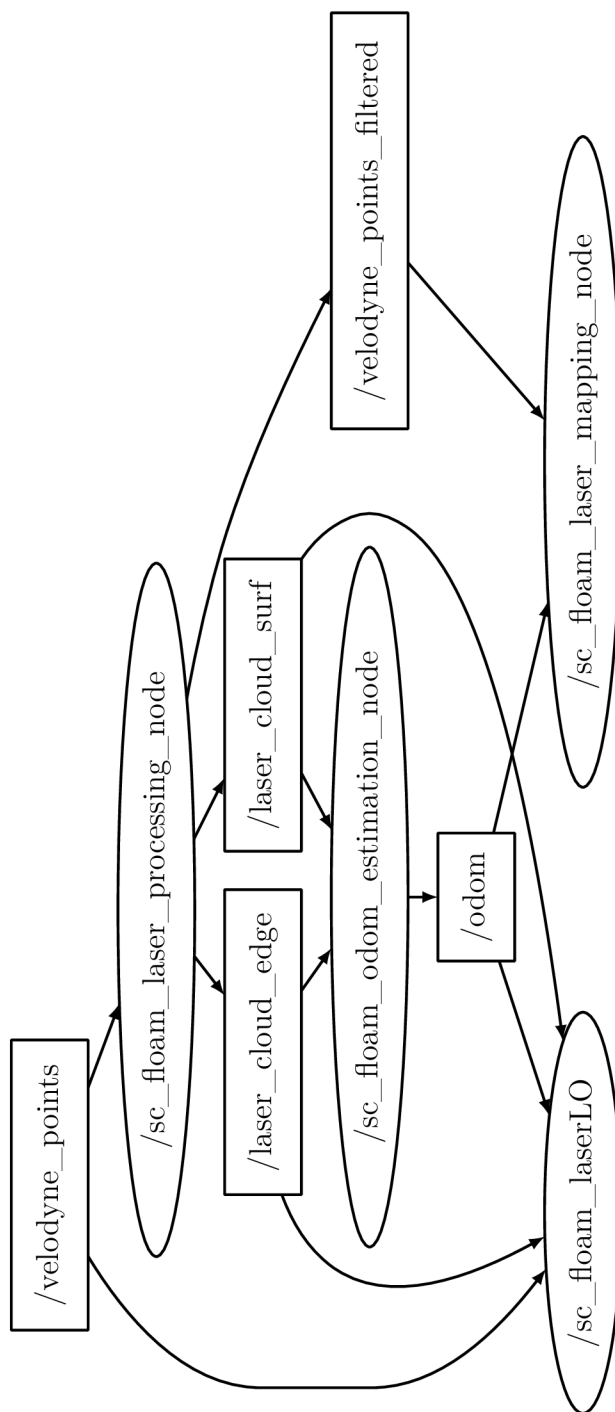 /velodyne_points
/sc_floam_laser_processing_node
/laser_cloud_edge
/laser_cloud_surf
/velodyne_points_filtered
/sc_floam_odom_estimation_node
/odom
/sc_floam_laserLO
/sc_floam_laser_mapping_node